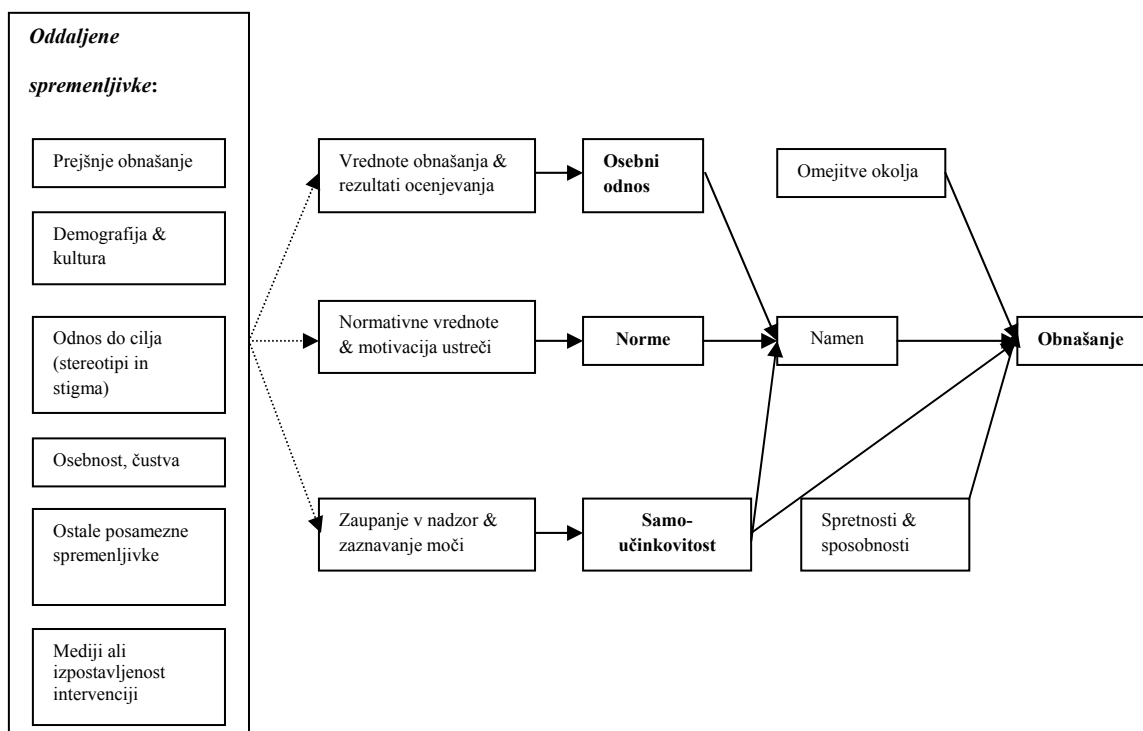 Oddaljene
spremenljivke:
Prejšnje obnašanje
Demografija &
kultura
Odnos do cilja
(stereotipi in
stigma)
Osebnost, čustva
Ostale posamezne
spremenljivke
Mediji ali
izpostavljenost
intervenciji
Vrednote obnašanja &
rezultati ocenjevanja
Normativne vrednote
& motivacija ustreči
Zaupanje v nadzor &
zaznavanje moči
Osebni
odnos
Norme
Samo-
učinkovitost
Omejitve okolja
Namen
Spretnosti &
sposobnosti
Obnašanje